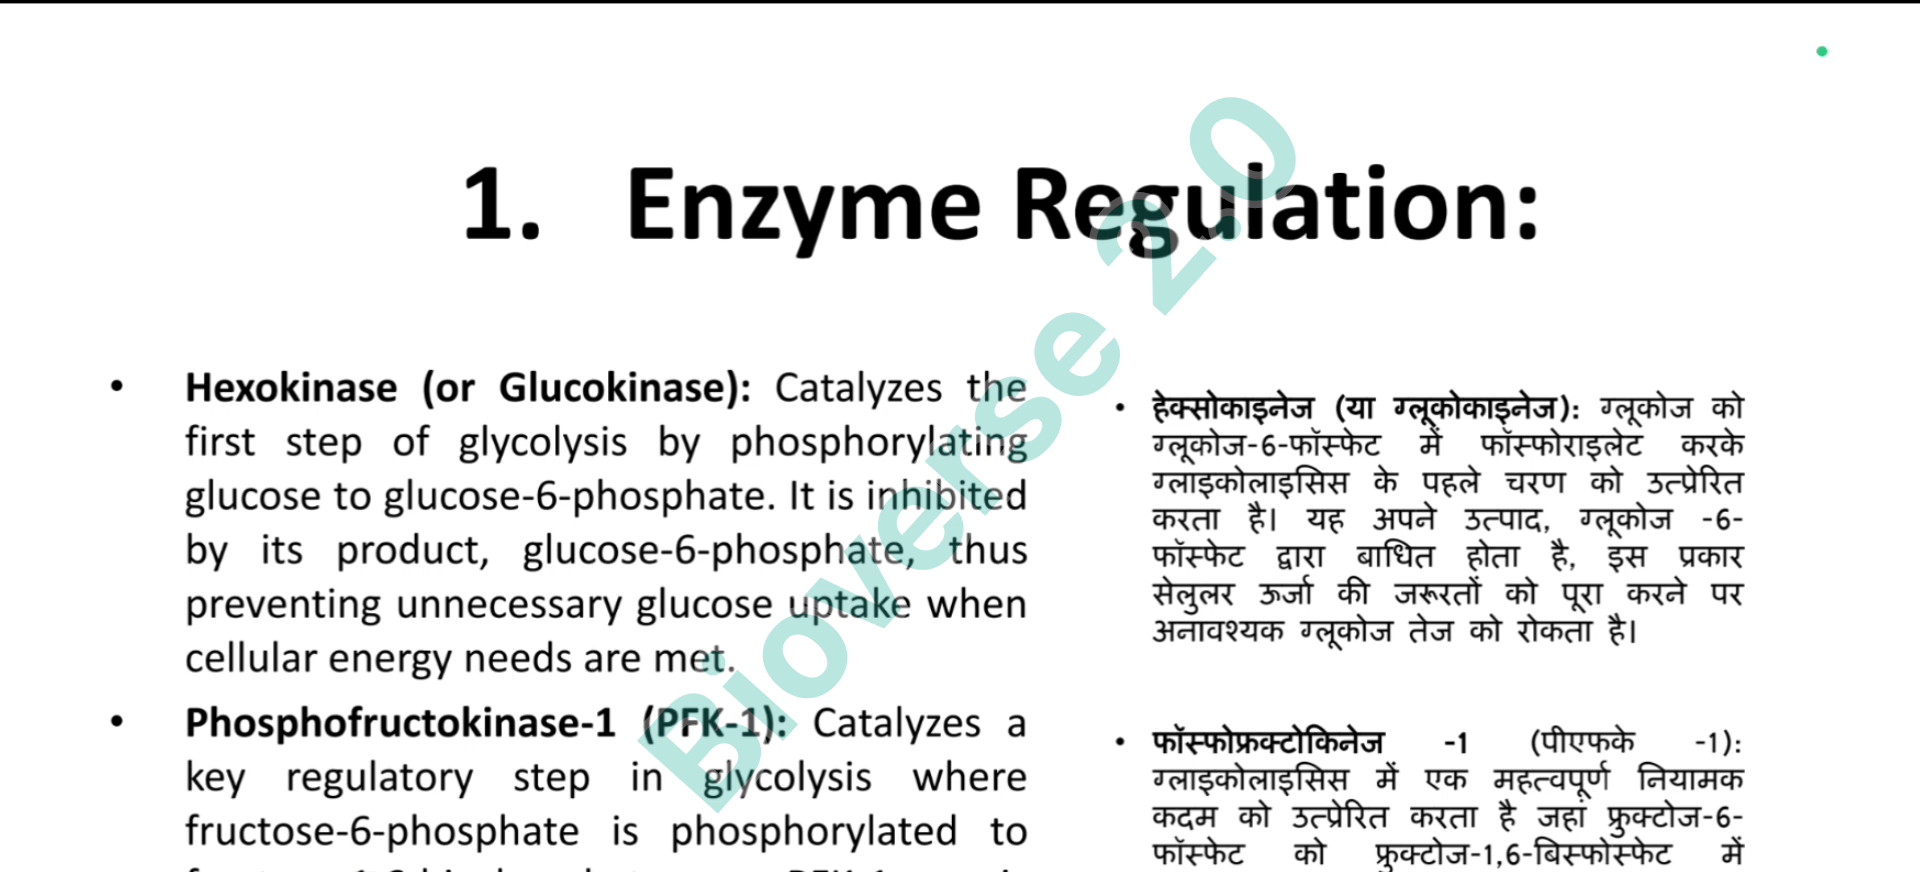 1. Enzyme Regulation:
• Hexokinase (or Glucokinase): Catalyzes the
first step of glycolysis by phosphorylating
glucose to glucose-6-phosphate. It is inhibited
by its product, glucose-6-phosphate, thus
preventing unnecessary glucose uptake when
cellular energy needs are met.
• Phosphofructokinase-1 (PFK-1): Catalyzes a
key regulatory step in glycolysis where
fructose-6-phosphate is phosphorylated to
• हेक्सोकाइनेज (या ग्लूकोकाइनेज): ग्लूकोज को
ग्लूकोज-6-फॉस्फेट में फॉस्फोराइलेट करके
ग्लाइकोलाइसिस के पहले चरण को उत्प्रेरित
करता है। यह अपने उत्पाद, ग्लूकोज -6-
फॉस्फेट द्वारा बाधित होता है, इस प्रकार
सेलुलर ऊर्जा की जरूरतों को पूरा करने पर
अनावश्यक ग्लूकोज तेज को रोकता है।
• फॉस्फोफ्रक्टोकिनेज -1 (पीएफके -1):
ग्लाइकोलाइसिस में एक महत्वपूर्ण नियामक
कदम को उत्प्रेरित करता है जहां फ्रुक्टोज-6-
फॉस्फेट को फ्रुक्टोज-1,6-बिस्फोस्फेट में
Bioverse 2.0